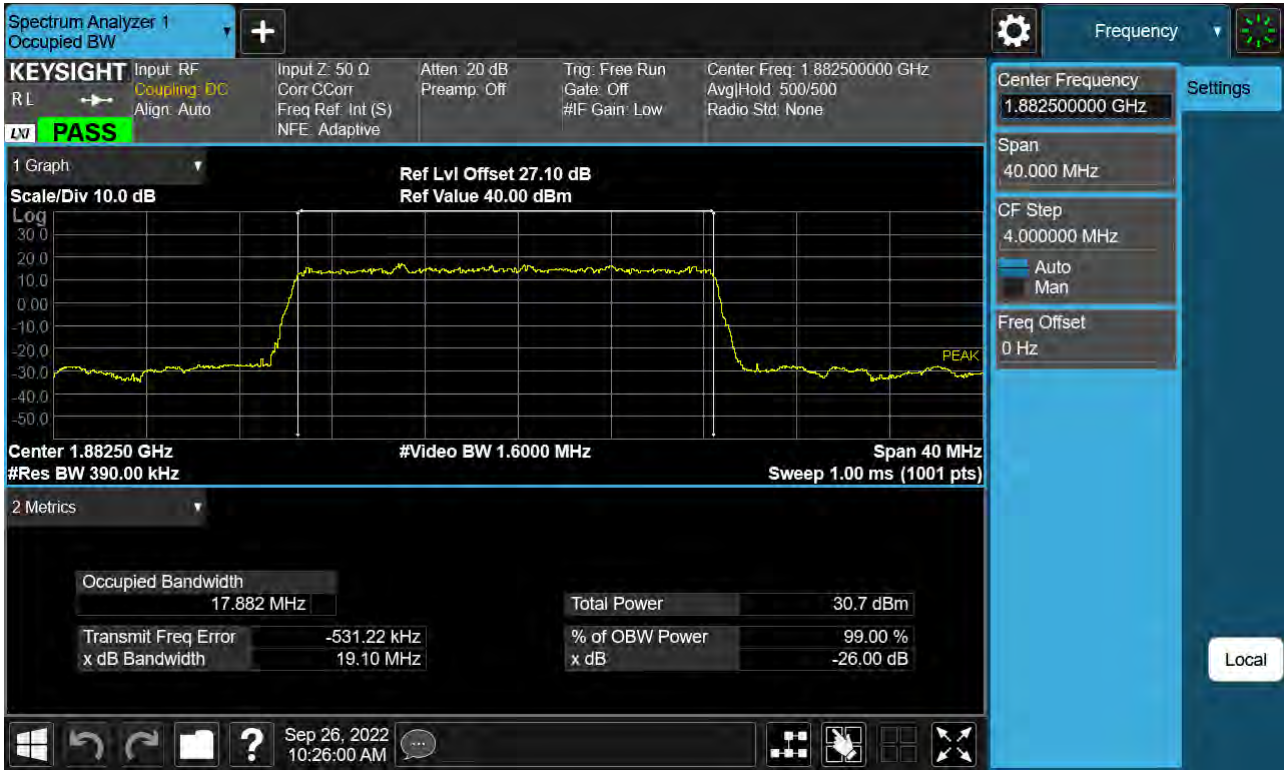 Spectrum Analyzer 1
Occupied BW
Frequency
KEYSIGHT
R L
LXI PASS
Input: RF
Coupling: DC
Align: Auto
Input Z: 50 Ω
Corr CCorr
Freq Ref: Int (S)
NFE: Adaptive
Atten: 20 dB
Preamp: Off
Trig: Free Run
Gate: Off
#IF Gain: Low
Center Freq: 1.882500000 GHz
Avg|Hold: 500/500
Radio Std: None
Center Frequency
1.882500000 GHz
Settings
Span
40.000 MHz
CF Step
4.000000 MHz
Auto
Man
Freq Offset
0 Hz
Local
1 Graph
Scale/Div 10.0 dB
Ref Lvl Offset 27.10 dB
Ref Value 40.00 dBm
Log
30.0
20.0
10.0
0.00
-10.0
-20.0
-30.0
-40.0
-50.0
PEAK
Center 1.88250 GHz
#Video BW 1.6000 MHz
Span 40 MHz
#Res BW 390.00 kHz
Sweep 1.00 ms (1001 pts)
2 Metrics
Occupied Bandwidth
17.882 MHz
Total Power 30.7 dBm
Transmit Freq Error -531.22 kHz
% of OBW Power 99.00 %
x dB Bandwidth 19.10 MHz
x dB -26.00 dB
?
Sep 26, 2022
10:26:00 AM